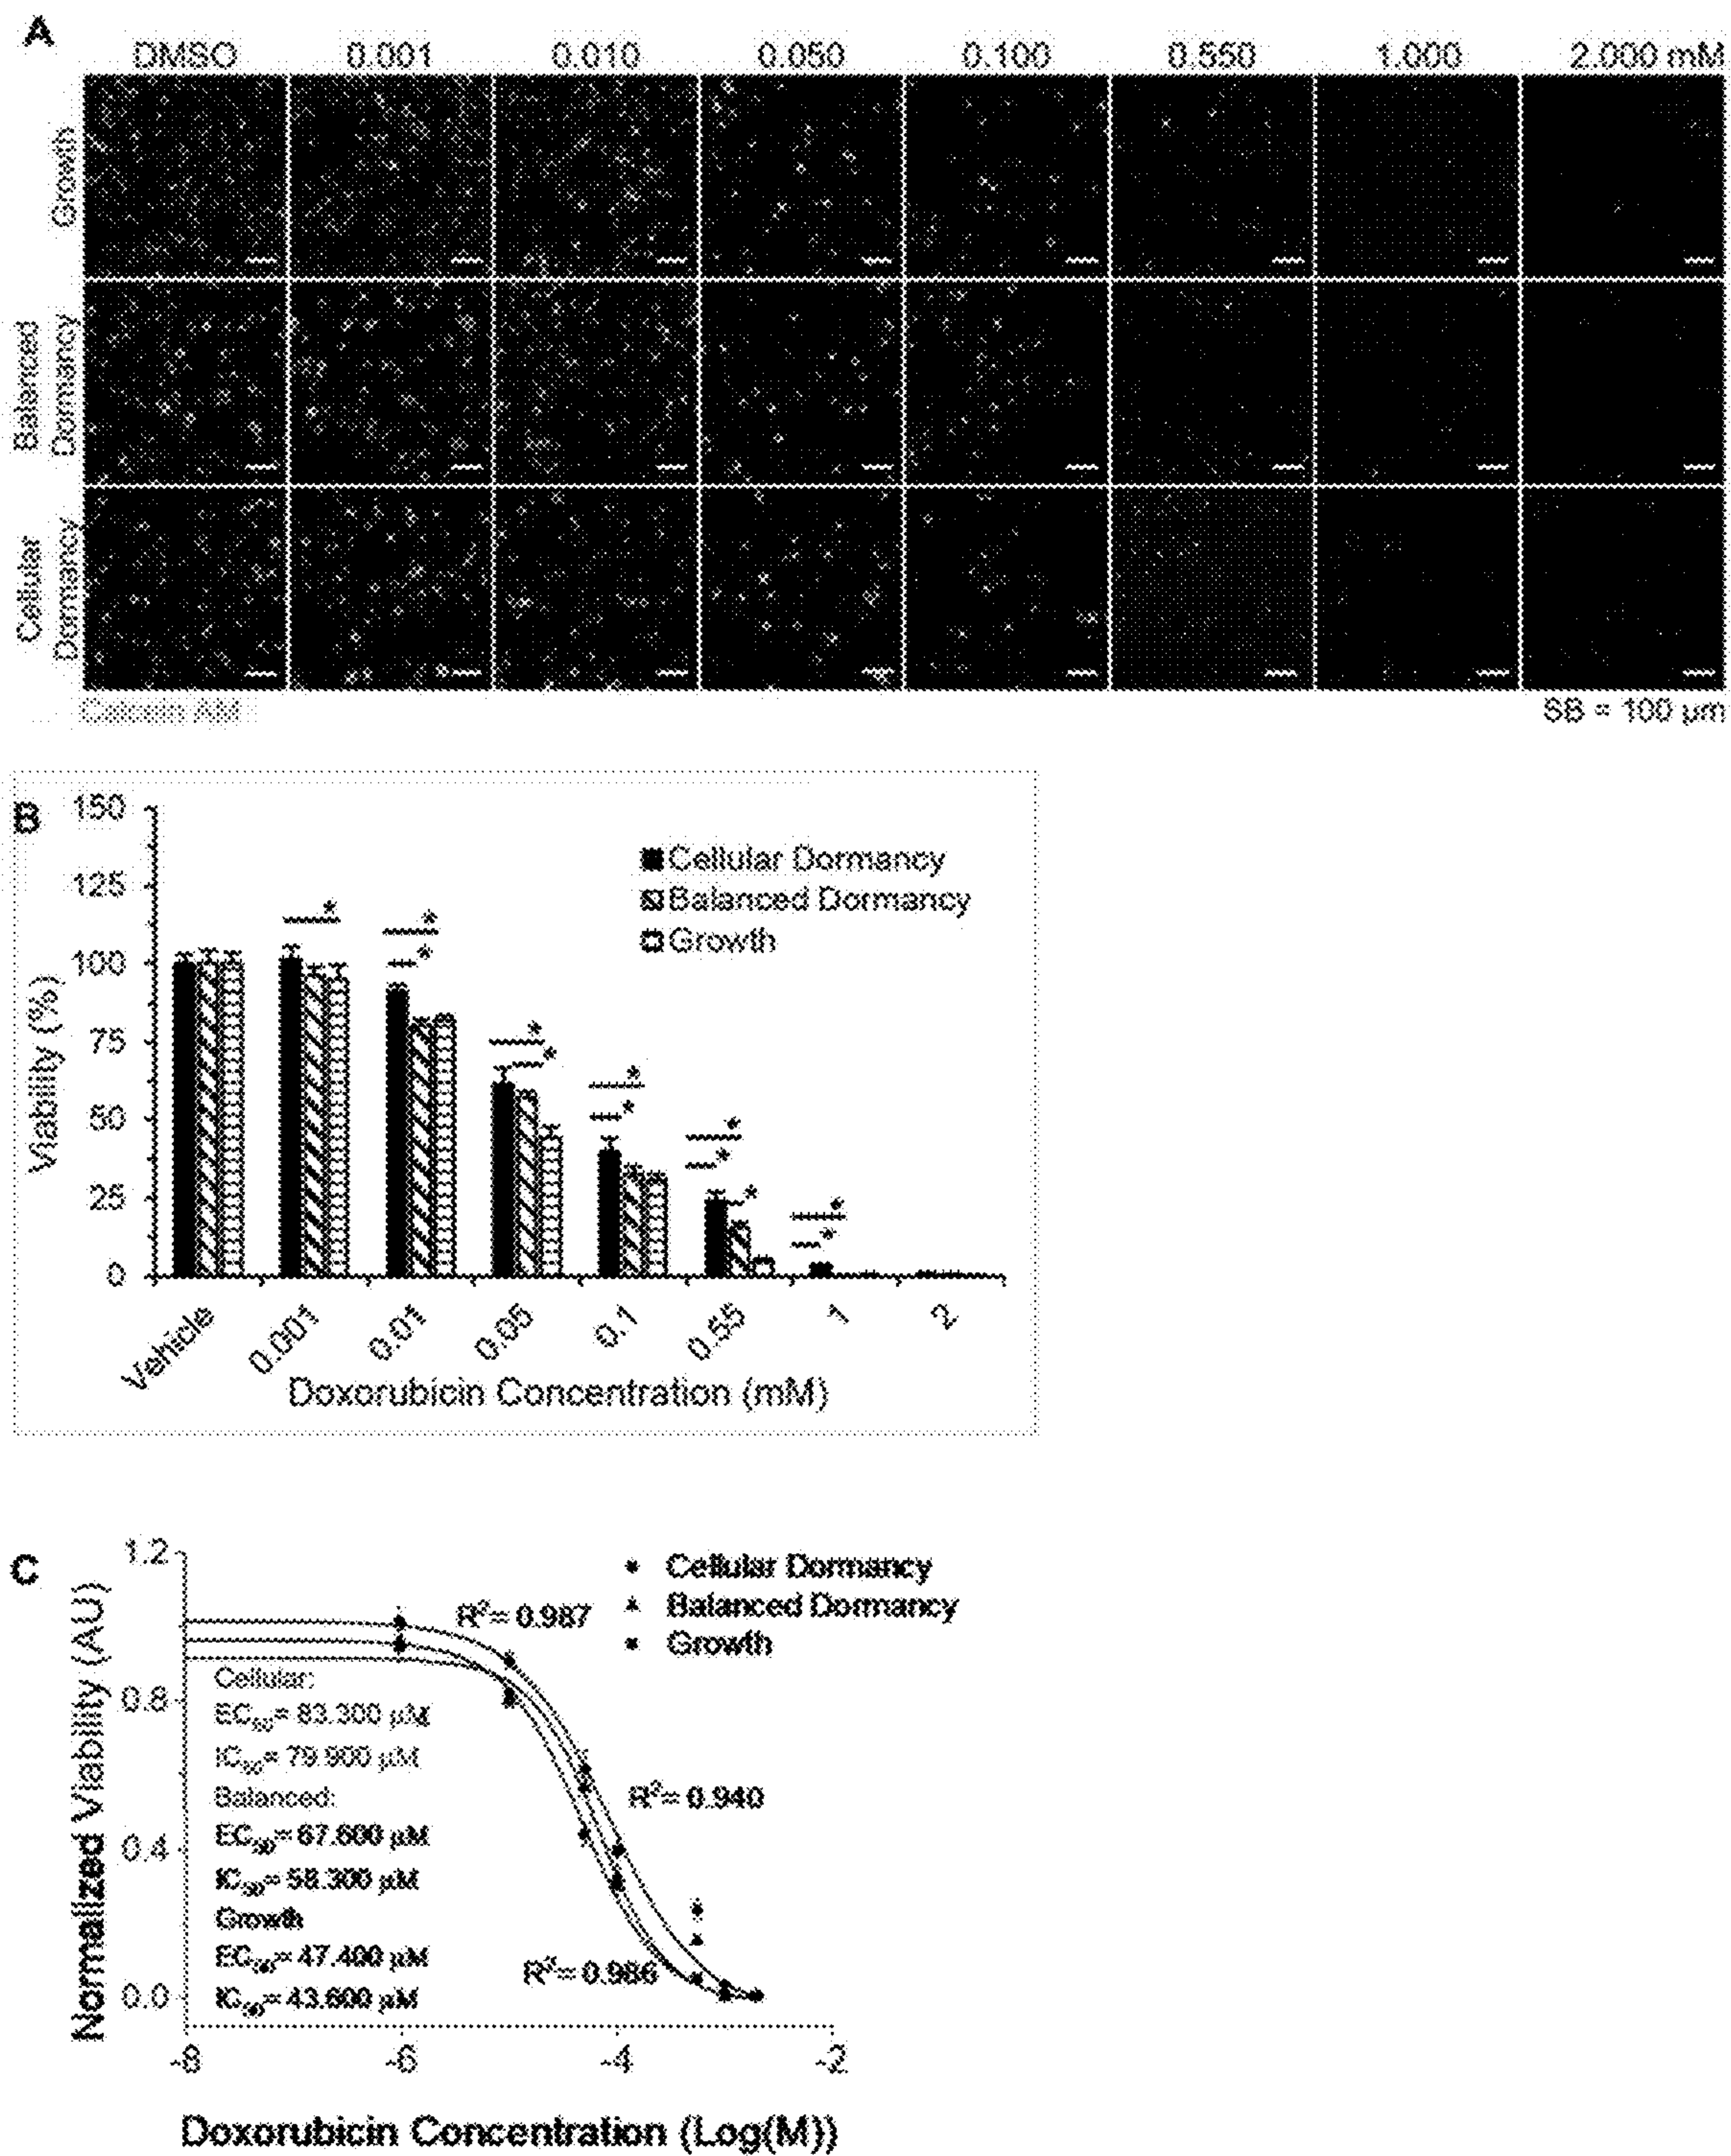 A
DMSO 0.001 0.010 0.050 0.100 0.550 1.000 2.000 mM
Growth
Balanced
Dormancy
Cellular
Dormancy
Calcein AM
SB = 100 µm
B
150
125
100
75
50
25
0
Viability (%)
Cellular Dormancy
Balanced Dormancy
Growth
* * * * * * * * * * * *
Vehicle 0.001 0.01 0.05 0.1 0.55 1 2
Doxorubicin Concentration (mM)
C
1.2
0.8
0.4
0.0
Normalized Viability (AU)
Cellular Dormancy
Balanced Dormancy
Growth
R²= 0.987
R²= 0.940
R²= 0.986
Cellular:
EC₅₀= 83.300 µM
IC₅₀= 79.900 µM
Balanced:
EC₅₀= 67.600 µM
IC₅₀= 58.300 µM
Growth
EC₅₀= 47.400 µM
IC₅₀= 43.600 µM
-8 -6 -4 -2
Doxorubicin Concentration (Log(M))